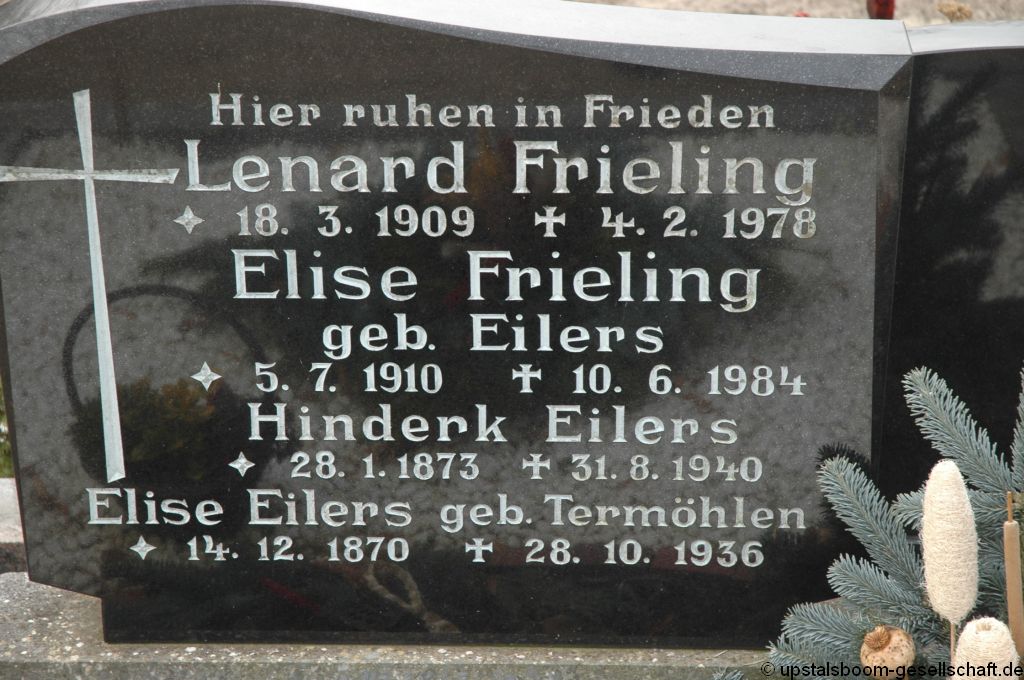 Hier ruhen in Frieden
Lenard Frieling
✧ 18. 3. 1909 ✝ 4. 2. 1978
Elise Frieling
geb. Eilers
✧ 5. 7. 1910 ✝ 10. 6. 1984
Hinderk Eilers
✧ 28. 1. 1873 ✝ 31. 8. 1940
Elise Eilers geb. Termöhlen
✧ 14. 12. 1870 ✝ 28. 10. 1936
© upstalsboom-gesellschaft.de